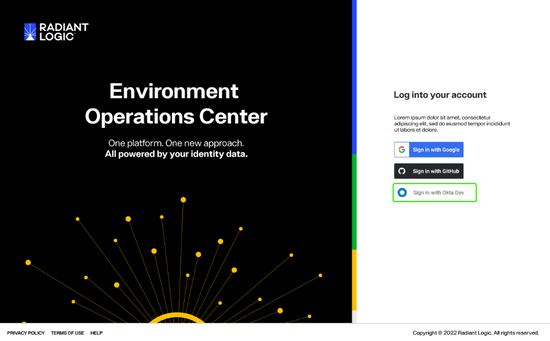 RADIANT
LOGIC
Environment
Operations Center
One platform. One new approach.
All powered by your identity data.
Log into your account
Lorem ipsum dolor sit amet, consectetur
adipiscing elit, sed do eiusmod tempor incididunt
ut labore et dolore.
Sign in with Google
Sign in with GitHub
Sign in with Okta Dev
PRIVACY POLICY TERMS OF USE HELP
Copyright © 2022 Radiant Logic. All rights reserved.